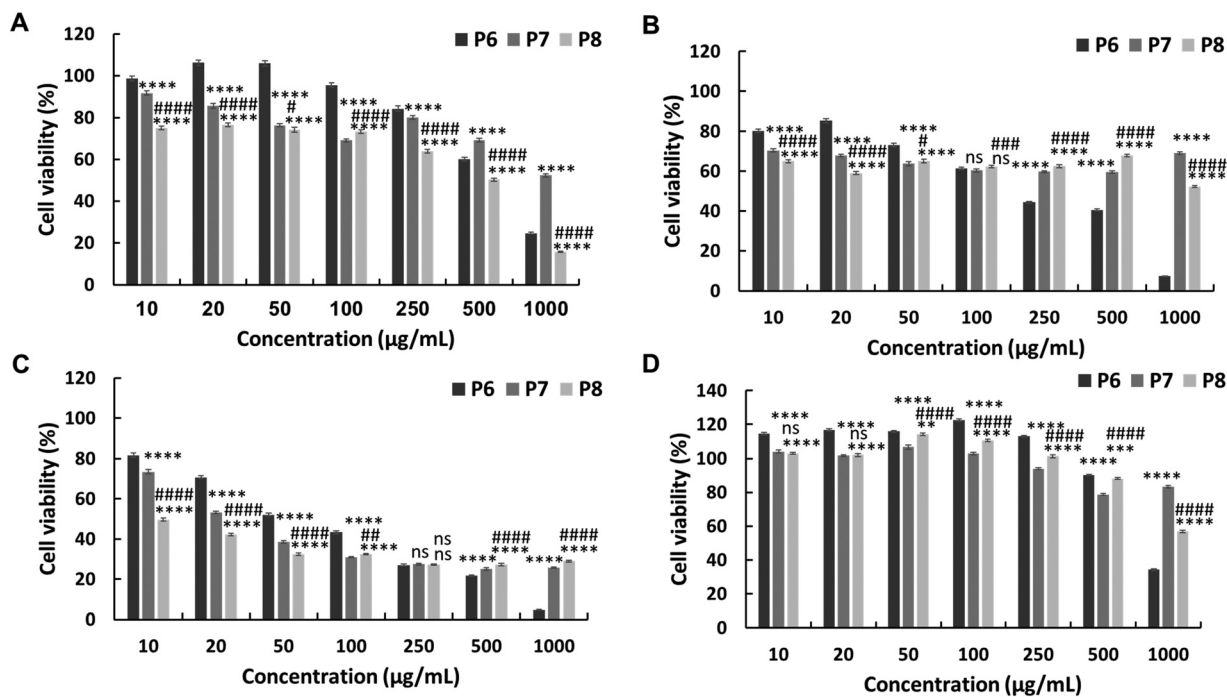 A
P6 P7 P8
Cell viability (%)
120
100
80
60
40
20
0
**** **** **** **** **** **** ****
#### #### # #### #### #### ####
**** **** **** **** **** **** ****
10 20 50 100 250 500 1000
Concentration (µg/mL)
B
P6 P7 P8
Cell viability (%)
120
100
80
60
40
20
0
**** **** **** ns **** **** ****
#### #### # ### #### #### ####
**** **** **** ns **** **** ****
10 20 50 100 250 500 1000
Concentration (µg/mL)
C
P6 P7 P8
Cell viability (%)
120
100
80
60
40
20
0
**** **** **** **** ns **** ****
#### #### #### ## ns #### ####
**** **** **** **** **** ****
10 20 50 100 250 500 1000
Concentration (µg/mL)
D
P6 P7 P8
Cell viability (%)
140
120
100
80
60
40
20
0
**** **** **** **** **** **** ****
ns ns #### #### #### #### ####
**** **** ** **** **** *** ****
10 20 50 100 250 500 1000
Concentration (µg/mL)